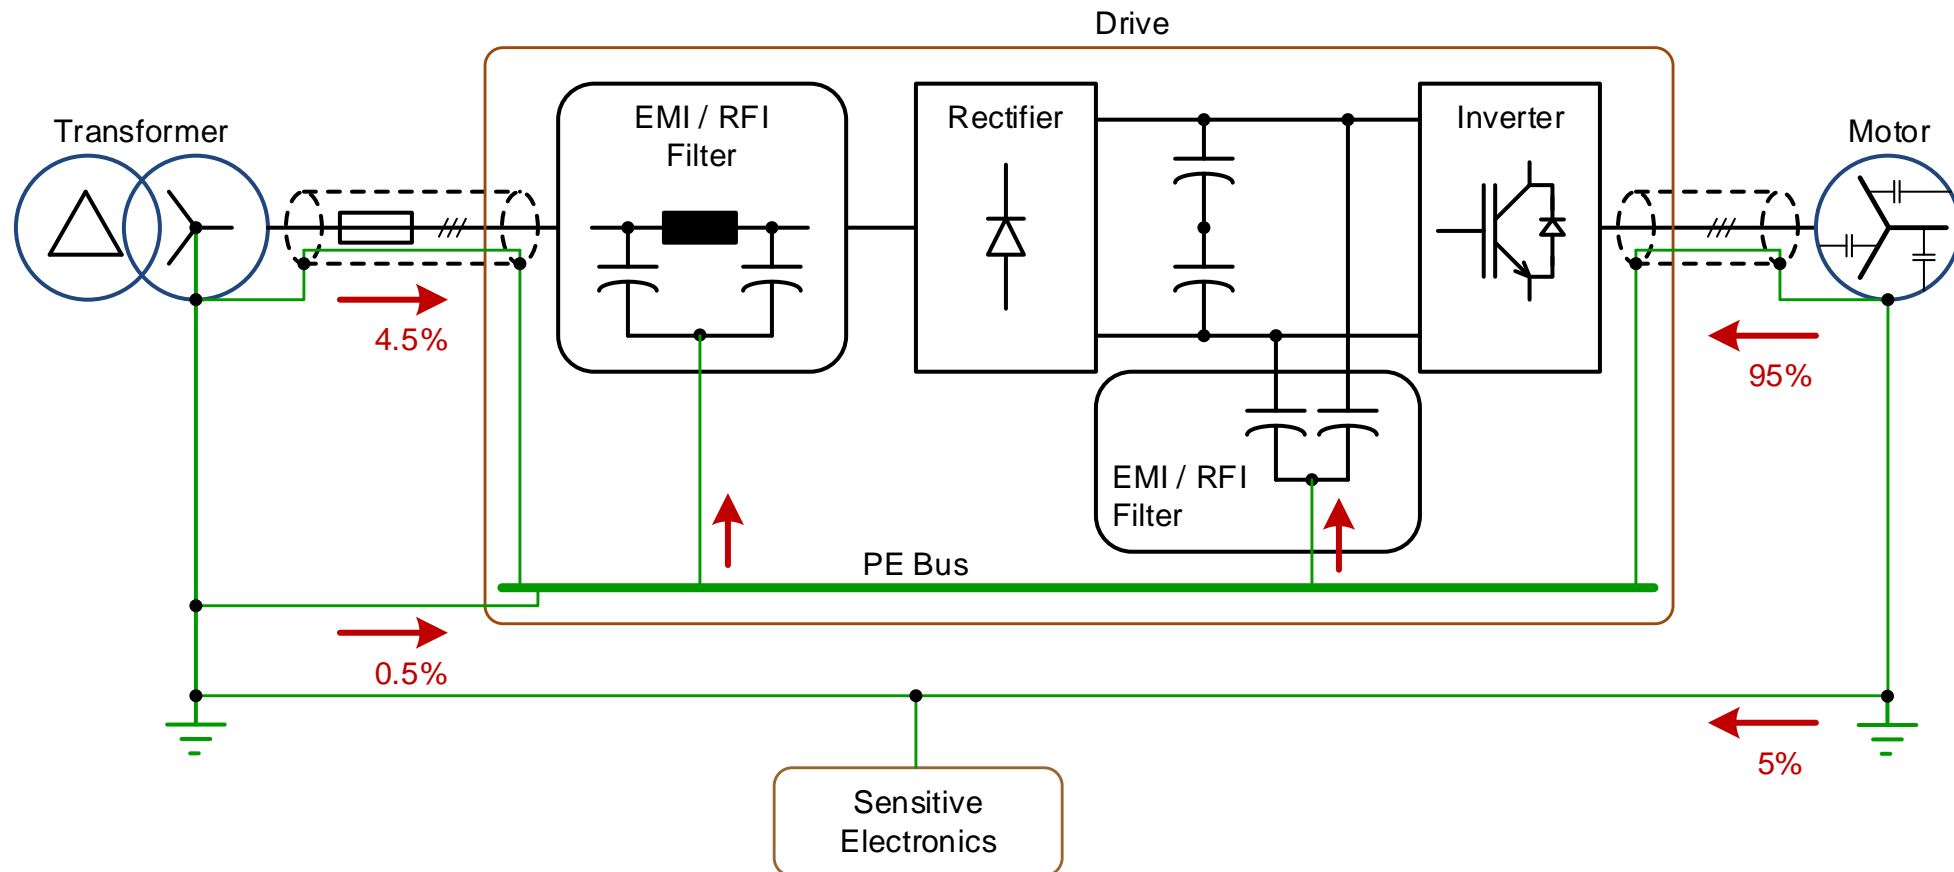 Drive
Transformer
EMI / RFI
Filter
Rectifier
Inverter
Motor
4.5%
95%
EMI / RFI
Filter
PE Bus
0.5%
5%
Sensitive
Electronics